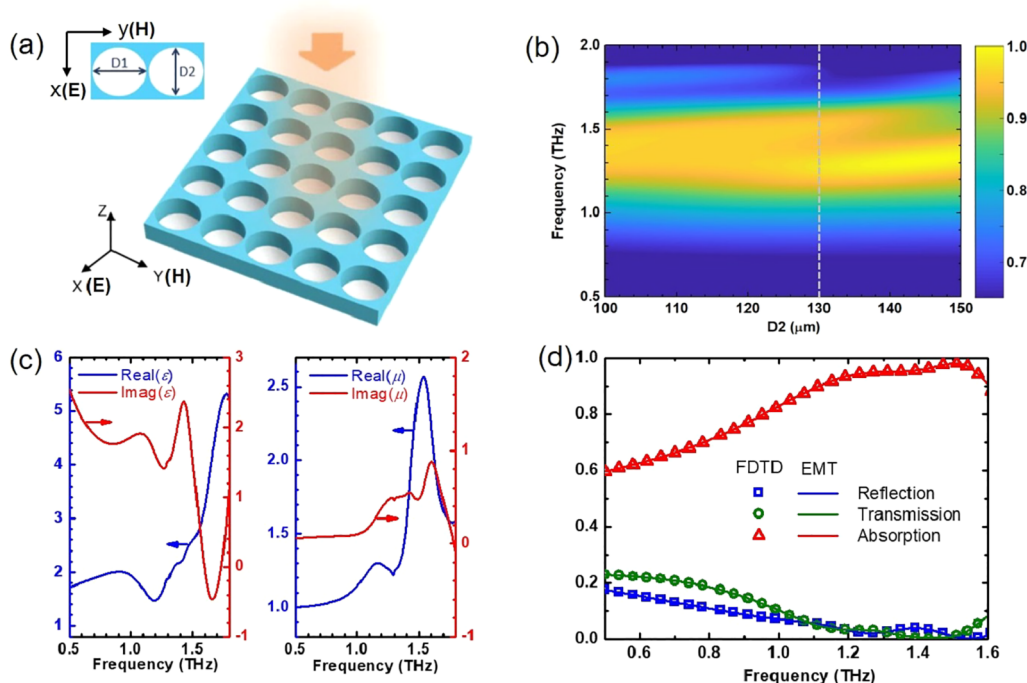 (a)
y(H)
D1
D2
x(E)
Z
X (E)
Y (H)
(b)
2.0
1.5
1.0
0.5
Frequency (THz)
100
110
120
130
140
150
D2 (μm)
1.0
0.9
0.8
0.7
(c)
6
5
4
3
2
1
Real(ε)
Imag(ε)
3
2
1
0
-1
0.5
1.0
1.5
Frequency (THz)
2.5
2.0
1.5
1.0
Real(μ)
Imag(μ)
2
1
0
-1
0.5
1.0
1.5
Frequency (THz)
(d)
1.0
0.8
0.6
0.4
0.2
0.0
FDTD EMT
Reflection
Transmission
Absorption
0.6
0.8
1.0
1.2
1.4
1.6
Frequency (THz)